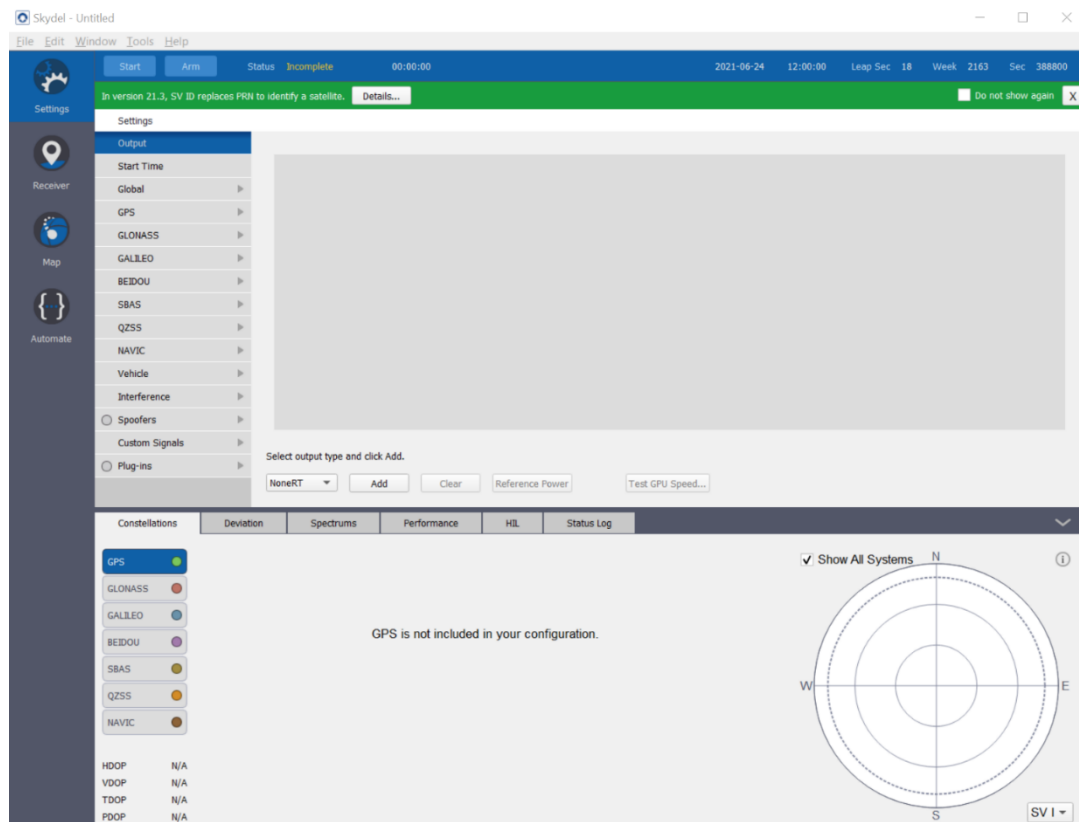 Skydel - Untitled
File Edit Window Tools Help
Start Arm Status Incomplete 00:00:00 2021-06-24 12:00:00 Leap Sec 18 Week 2163 Sec 388800
In version 21.3, SV ID replaces PRN to identify a satellite. Details... Do not show again X
Settings
Receiver
Map
Automate
Settings
Output
Start Time
Global
GPS
GLONASS
GALILEO
BEIDOU
SBAS
QZSS
NAVIC
Vehicle
Interference
Spoofers
Custom Signals
Plug-ins
Select output type and click Add.
NoneRT Add Clear Reference Power Test GPU Speed...
Constellations Deviation Spectrums Performance HIL Status Log
GPS
GLONASS
GALILEO
BEIDOU
SBAS
QZSS
NAVIC
HDOP N/A
VDOP N/A
TDOP N/A
PDOP N/A
GPS is not included in your configuration.
Show All Systems
N
W
E
S
SV I